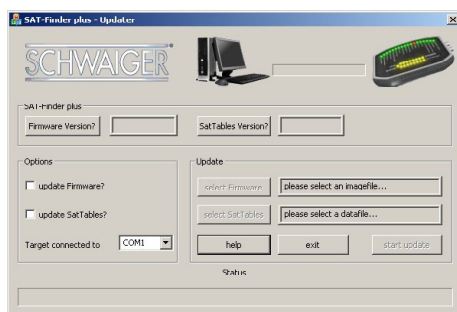 SAT-Finder plus - Updater
SCHWAIGER
SAT-Finder plus
Firmware Version? SatTables Version?
Options Update
update Firmware? select Firmware please select an imagefile...
update SatTables? select SatTables please select a datafile...
Target connected to COM1 help exit start update
Status